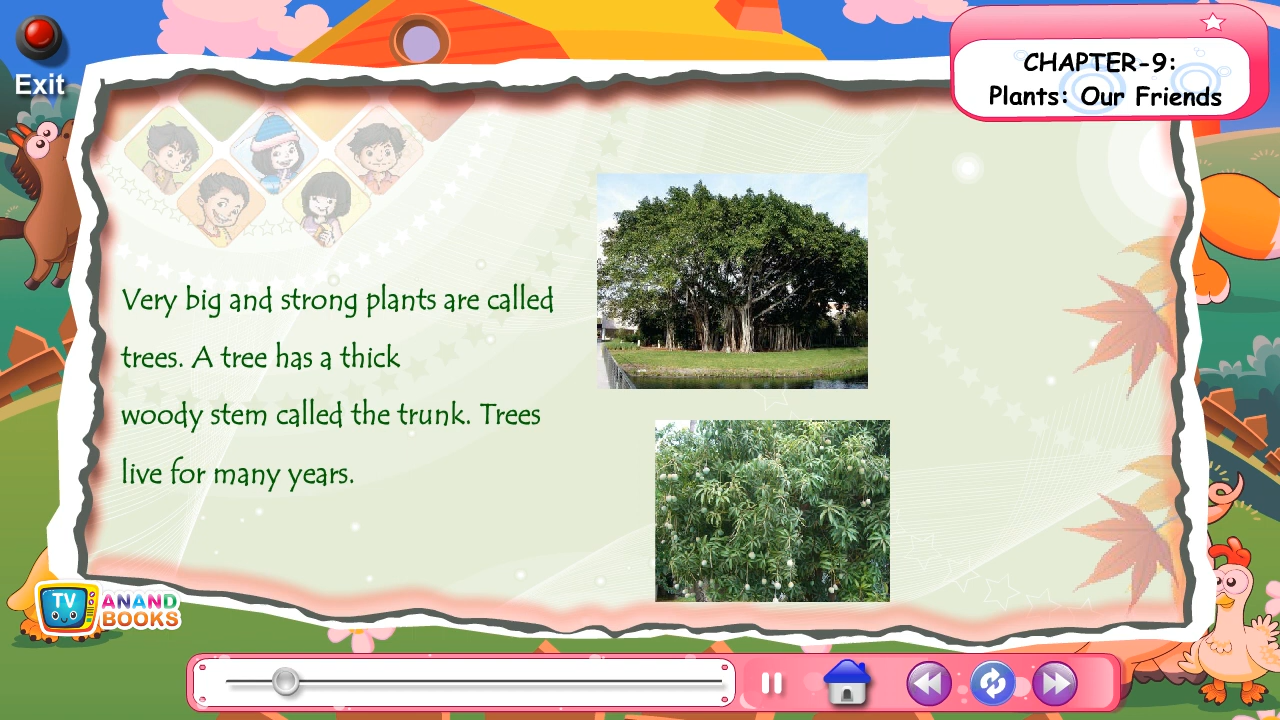 Exit
CHAPTER-9:
Plants: Our Friends
Very big and strong plants are called
trees. A tree has a thick
woody stem called the trunk. Trees
live for many years.
TV
ANAND
BOOKS